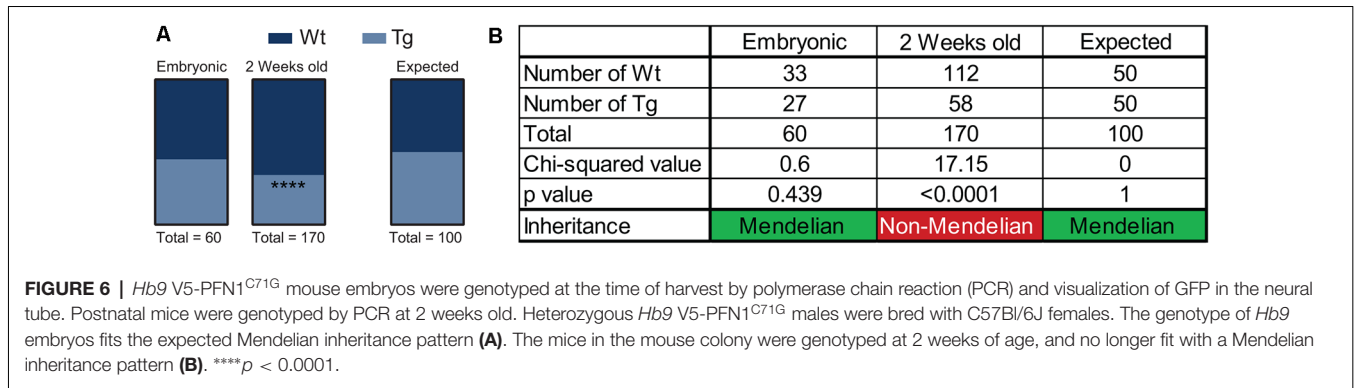 A
Wt Tg
Embryonic 2 Weeks old Expected
****
Total = 60 Total = 170 Total = 100
B
Embryonic 2 Weeks old Expected
Number of Wt 33 112 50
Number of Tg 27 58 50
Total 60 170 100
Chi-squared value 0.6 17.15 0
p value 0.439 <0.0001 1
Inheritance Mendelian Non-Mendelian Mendelian
FIGURE 6 | Hb9 V5-PFN1C71G mouse embryos were genotyped at the time of harvest by polymerase chain reaction (PCR) and visualization of GFP in the neural
tube. Postnatal mice were genotyped by PCR at 2 weeks old. Heterozygous Hb9 V5-PFN1C71G males were bred with C57Bl/6J females. The genotype of Hb9
embryos fits the expected Mendelian inheritance pattern (A). The mice in the mouse colony were genotyped at 2 weeks of age, and no longer fit with a Mendelian
inheritance pattern (B). ****p < 0.0001.